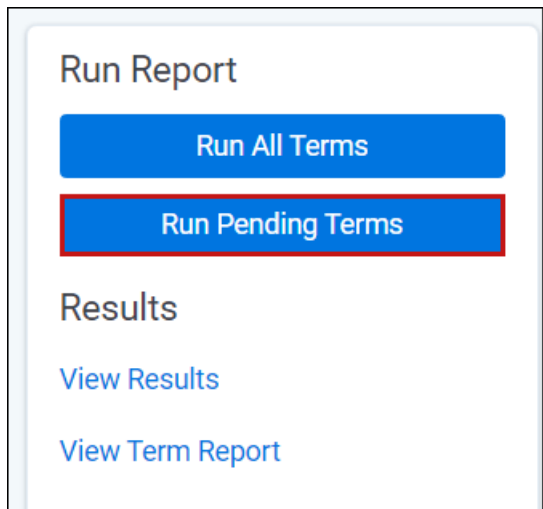 Run Report
Run All Terms
Run Pending Terms
Results
View Results
View Term Report